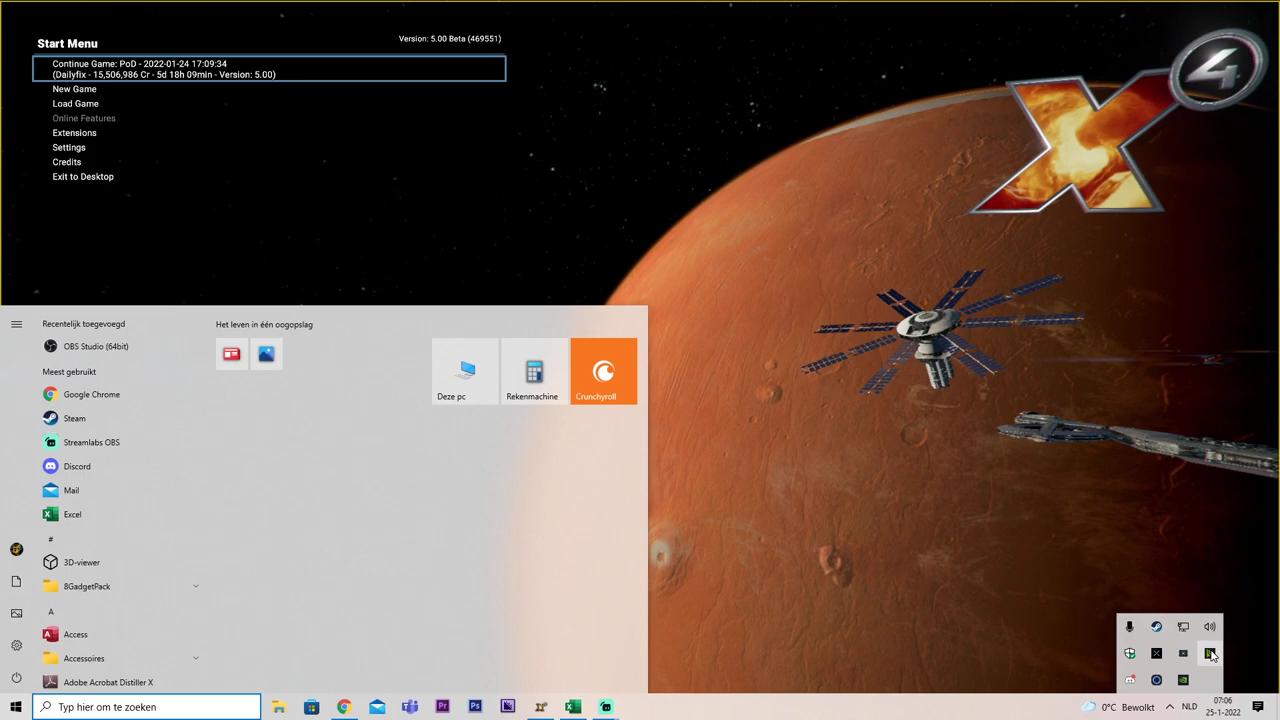 Start Menu
Version: 5.00 Beta (469551)
Continue Game: PoD - 2022-01-24 17:09:34
(Dailyfix - 15,506,986 Cr - 5d 18h 09min - Version: 5.00)
New Game
Load Game
Online Features
Extensions
Settings
Credits
Exit to Desktop
X4
Recentelijk toegevoegd
OBS Studio (64bit)
Meest gebruikt
Google Chrome
Steam
Streamlabs OBS
Discord
Mail
Excel
#
3D-viewer
8GadgetPack
A
Access
Accessoires
Adobe Acrobat Distiller X
Het leven in één oogopslag
Deze pc
Rekenmachine
Crunchyroll
Typ hier om te zoeken
0°C Bewolkt
NLD
07:06
25-1-2022